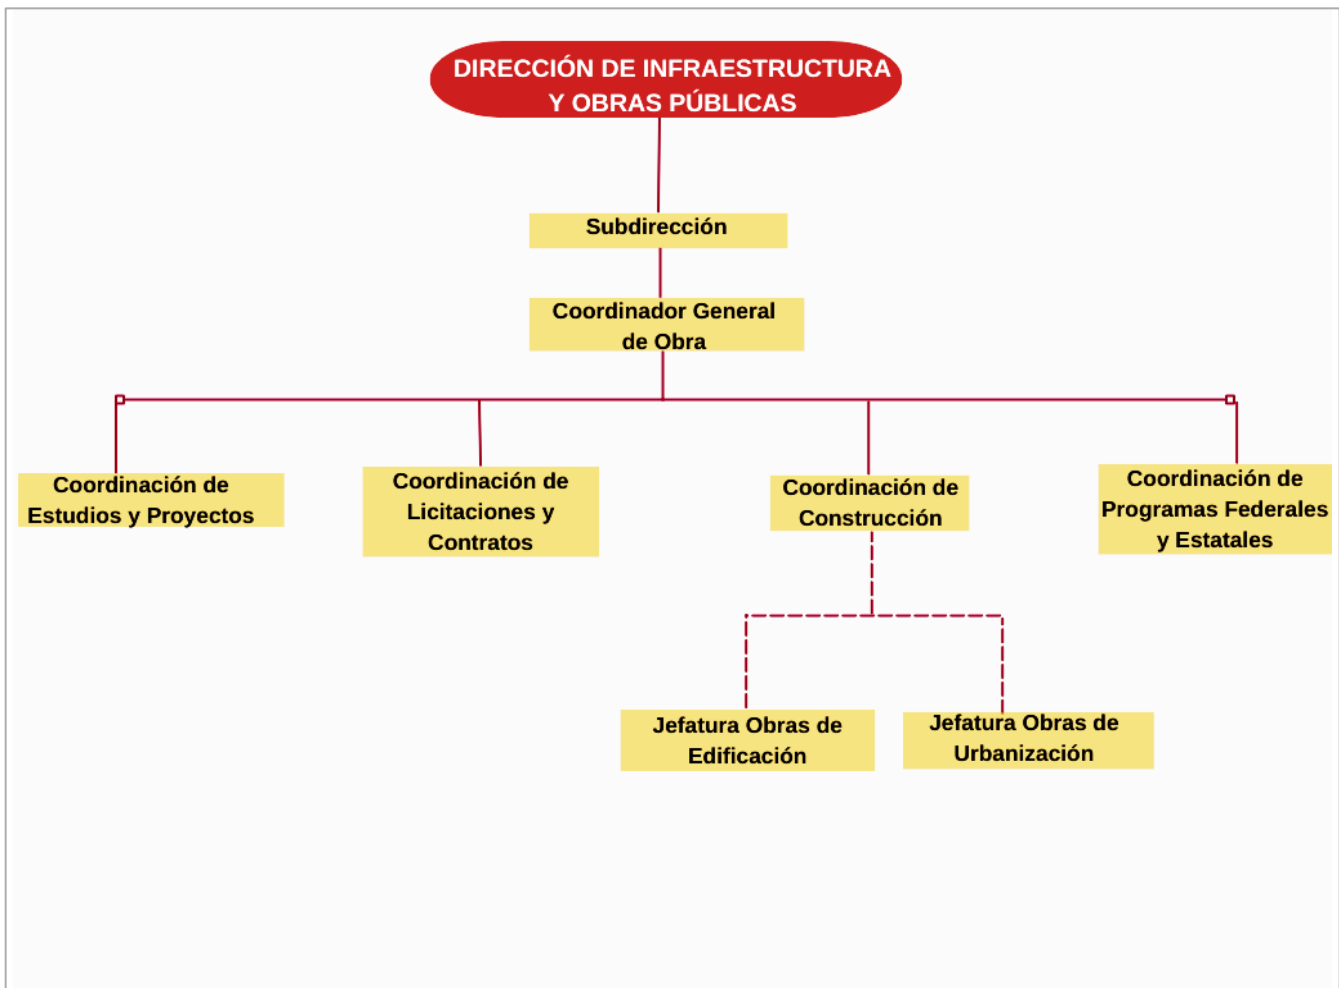 DIRECCIÓN DE INFRAESTRUCTURA
Y OBRAS PÚBLICAS
Subdirección
Coordinador General
de Obra
Coordinación de
Estudios y Proyectos
Coordinación de
Licitaciones y
Contratos
Coordinación de
Construcción
Coordinación de
Programas Federales
y Estatales
Jefatura Obras de
Edificación
Jefatura Obras de
Urbanización